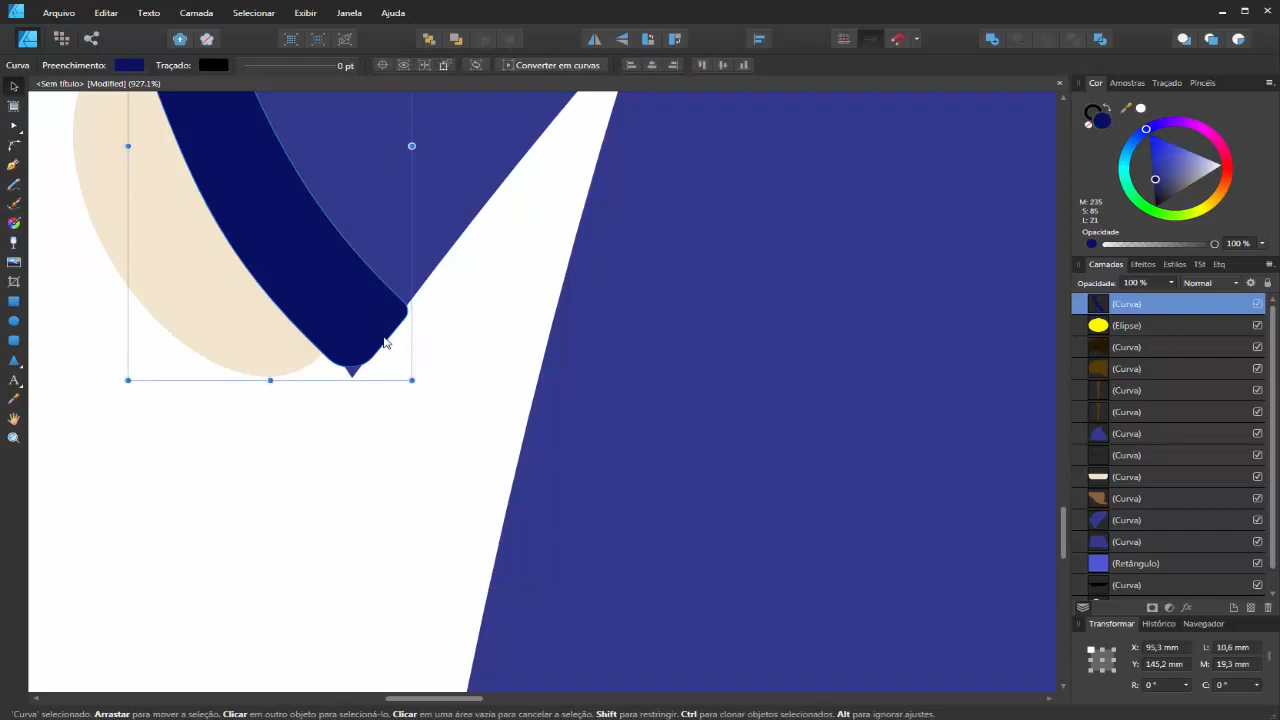 Arquivo Editar Texto Camada Selecionar Exibir Janela Ajuda
Curva Preenchimento: Traçado: 0 pt Converter em curvas
<Sem título> [Modified] (927.1%)
Cor Amostras Traçado Pincéis
M: 235
S: 85
L: 21
Opacidade
100 %
Camadas Efeitos Estilos TSt Etq
Opacidade: 100 % Normal
(Curva)
(Elipse)
(Curva)
(Curva)
(Curva)
(Curva)
(Curva)
(Curva)
(Curva)
(Curva)
(Curva)
(Curva)
(Retângulo)
(Curva)
Transformar Histórico Navegador
X: 95,3 mm L: 10,6 mm
Y: 145,2 mm M: 19,3 mm
R: 0 ° C: 0 °
'Curva' selecionado. Arrastar para mover a seleção. Clicar em outro objeto para selecioná-lo. Clicar em uma área vazia para cancelar a seleção. Shift para restringir. Ctrl para clonar objetos selecionados. Alt para ignorar ajustes.